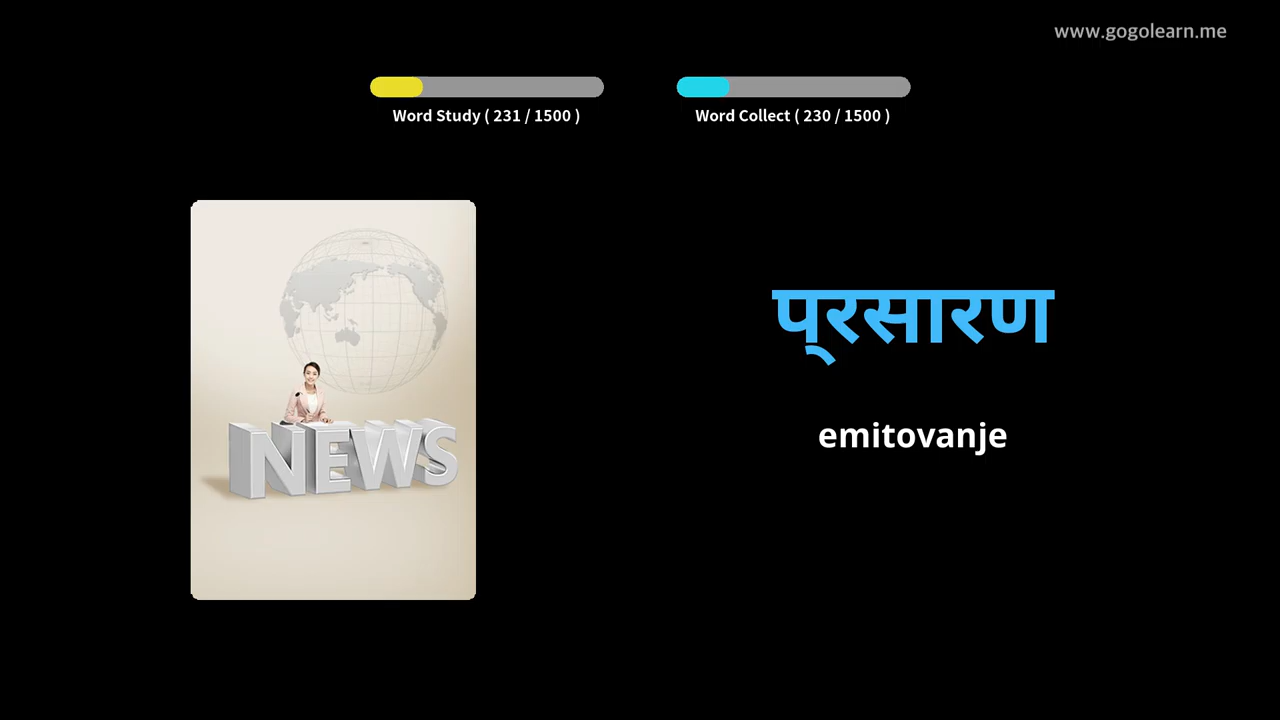 www.gogolearn.me
Word Study ( 231 / 1500 )
Word Collect ( 230 / 1500 )
NEWS
प्रसारण
emitovanje